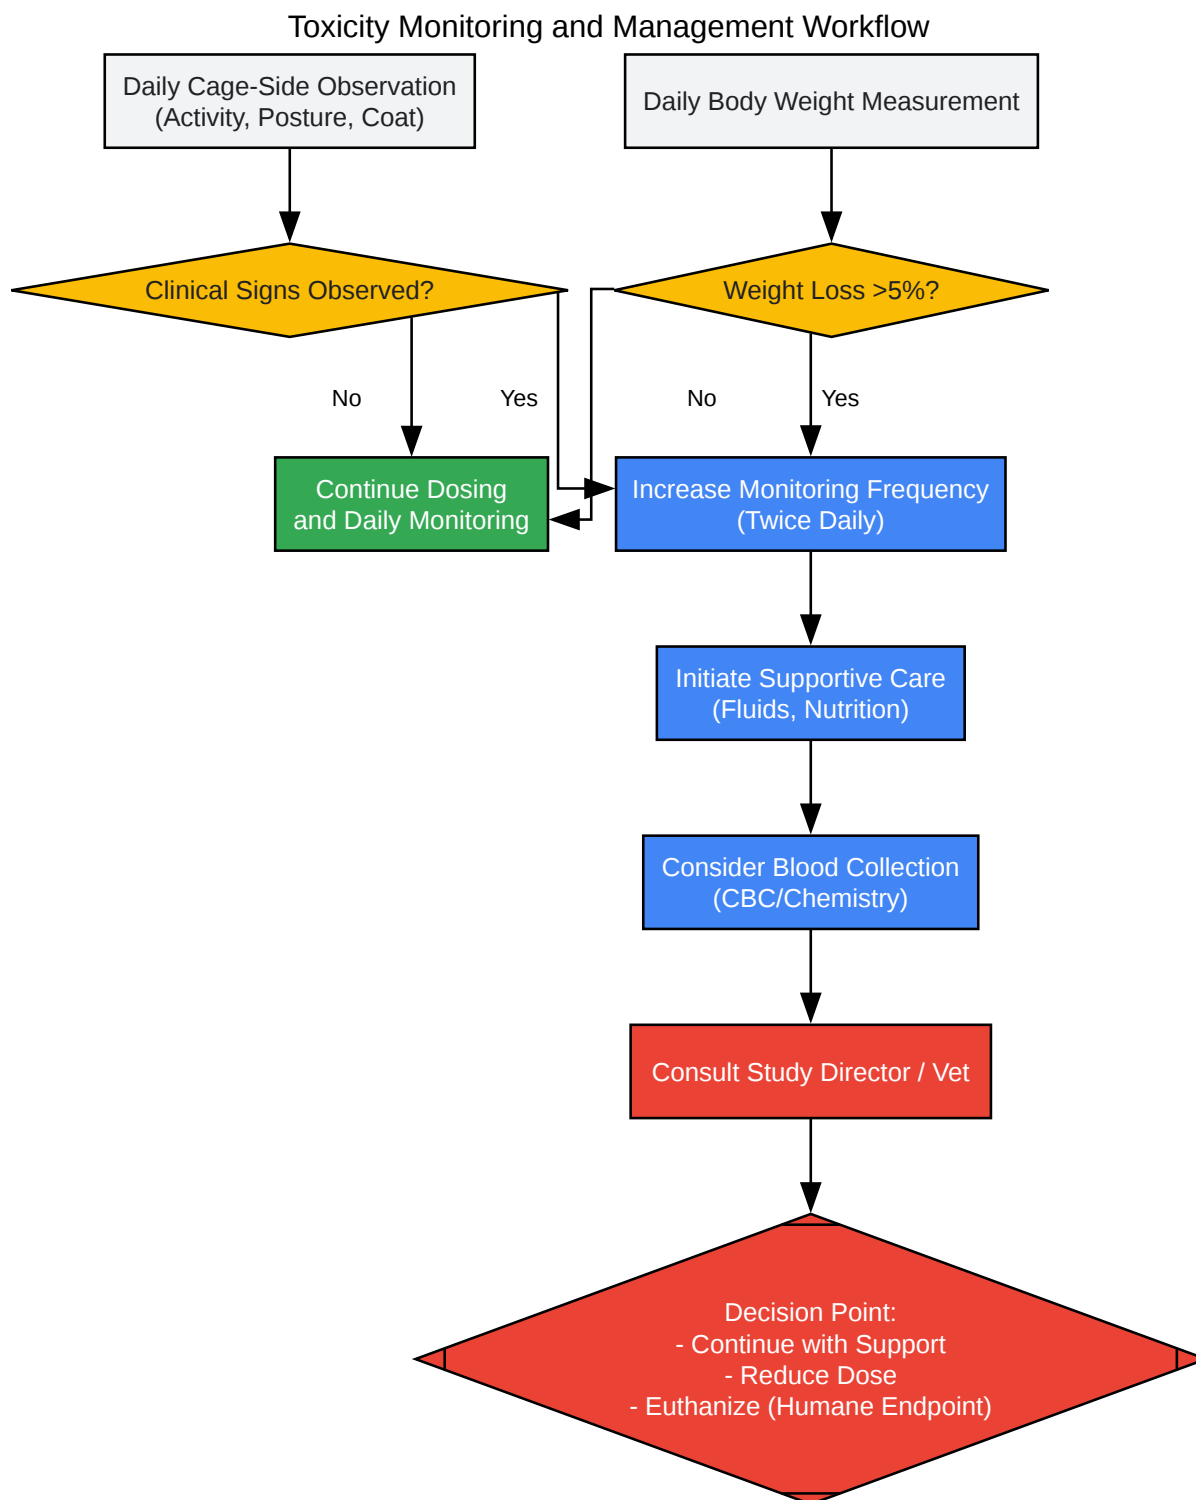 Toxicity Monitoring and Management Workflow
Daily Cage-Side Observation
(Activity, Posture, Coat)
Daily Body Weight Measurement
Clinical Signs Observed?
Weight Loss >5%?
No
Yes
No
Yes
Continue Dosing
and Daily Monitoring
Increase Monitoring Frequency
(Twice Daily)
Initiate Supportive Care
(Fluids, Nutrition)
Consider Blood Collection
(CBC/Chemistry)
Consult Study Director / Vet
Decision Point:
- Continue with Support
- Reduce Dose
- Euthanize (Humane Endpoint)